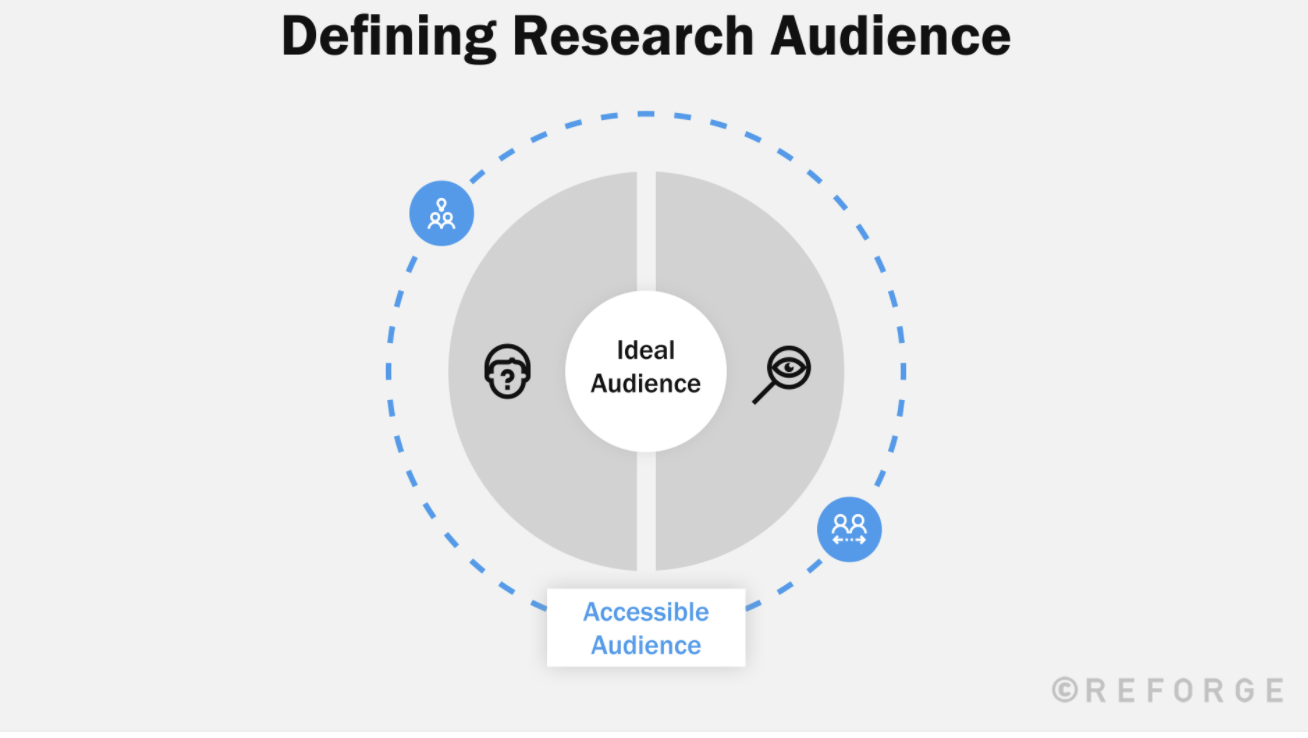 Defining Research Audience
Ideal
Audience
?
Accessible
Audience
©REFORGE